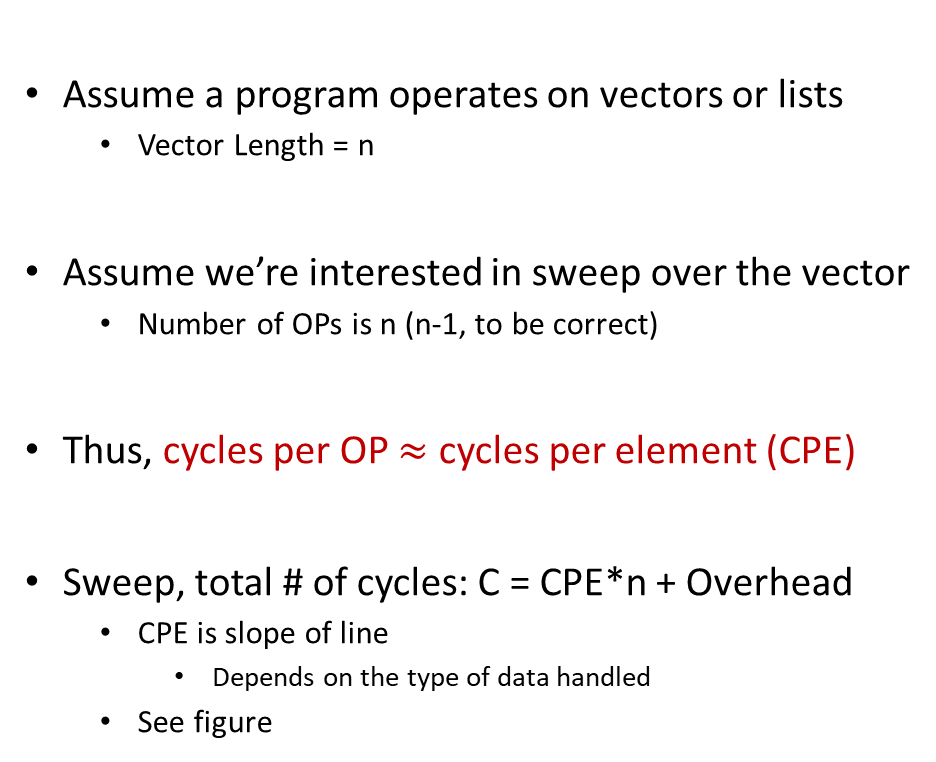 • Assume a program operates on vectors or lists
• Vector Length = n
• Assume we’re interested in sweep over the vector
• Number of OPs is n (n-1, to be correct)
• Thus, cycles per OP ≈ cycles per element (CPE)
• Sweep, total # of cycles: C = CPE*n + Overhead
• CPE is slope of line
• Depends on the type of data handled
• See figure